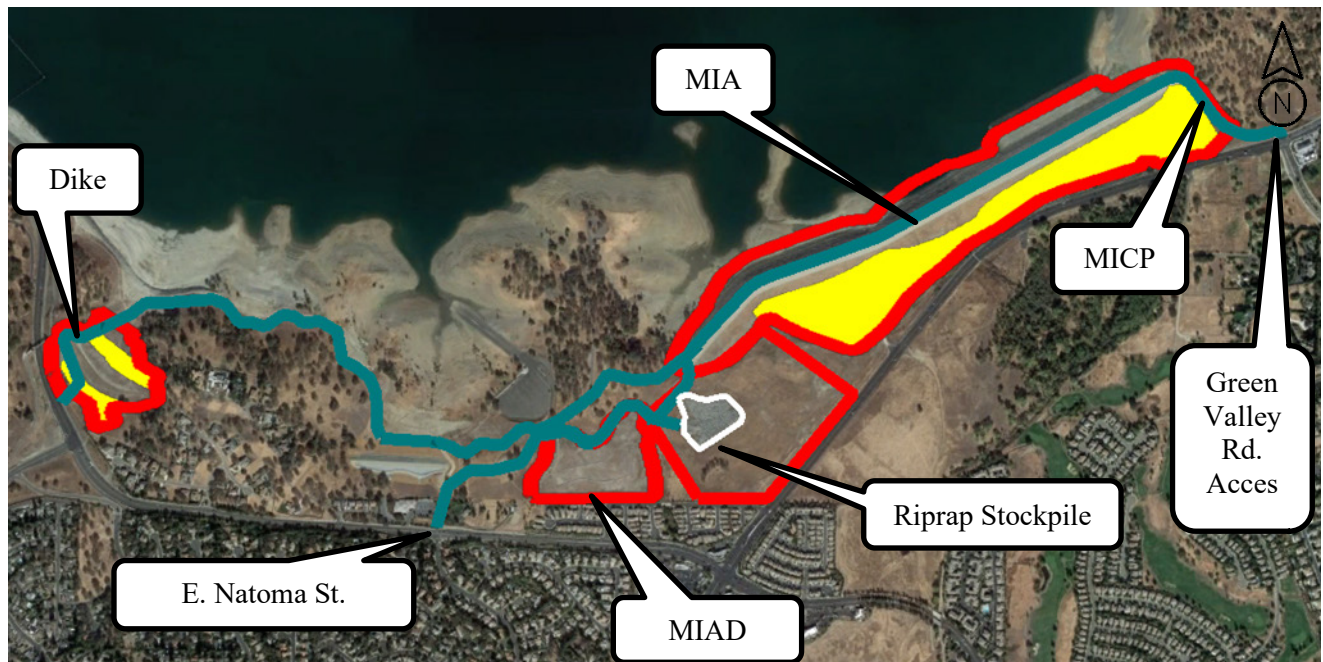 MIA
N
Dike
MICP
Green
Valley
Rd.
Acces
Riprap Stockpile
E. Natoma St.
MIAD